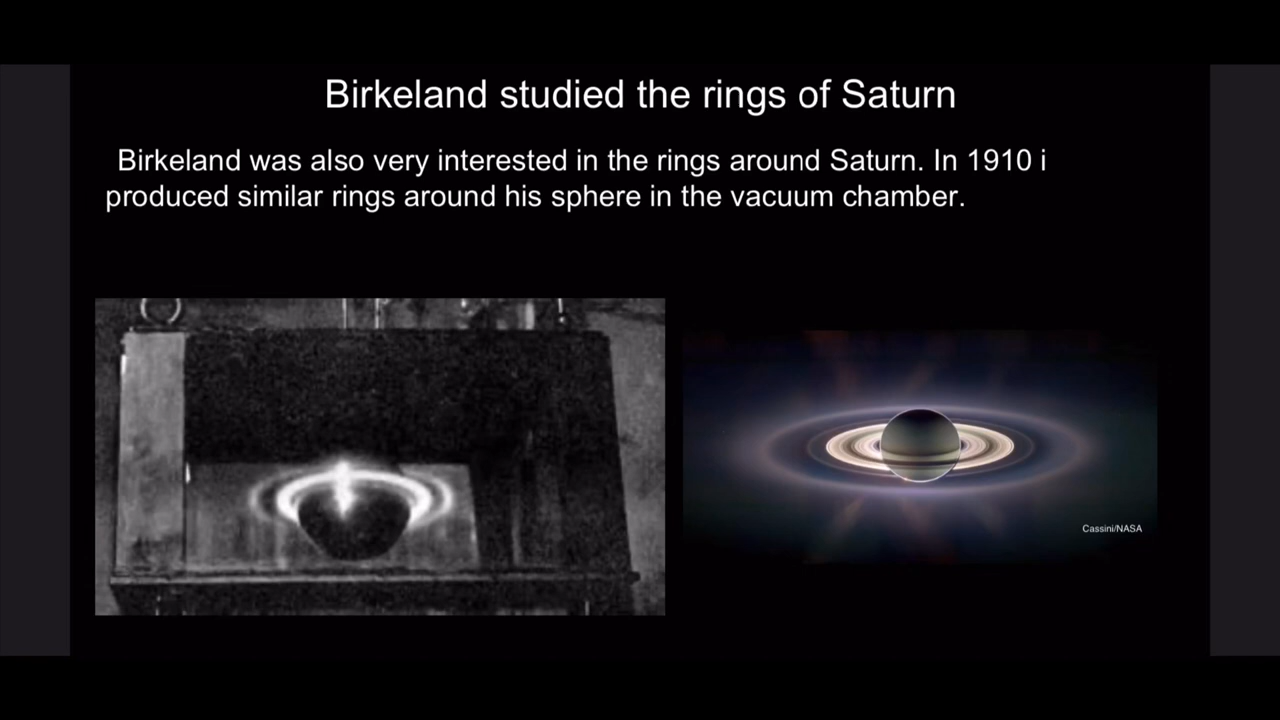 Birkeland studied the rings of Saturn
Birkeland was also very interested in the rings around Saturn. In 1910 i
produced similar rings around his sphere in the vacuum chamber.
Cassini/NASA